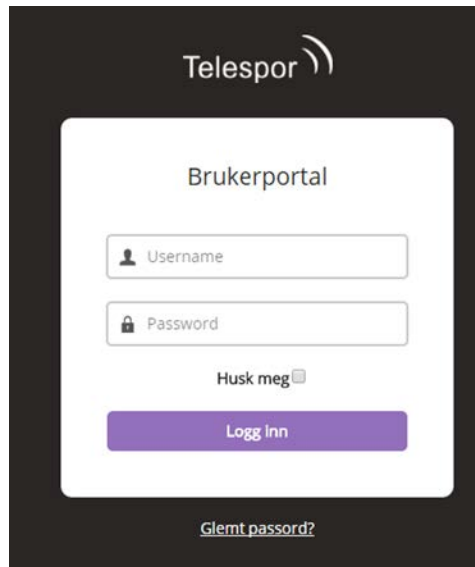 Telespor
Brukerportal
Username
Password
Husk meg
Logg inn
Glemt passord?